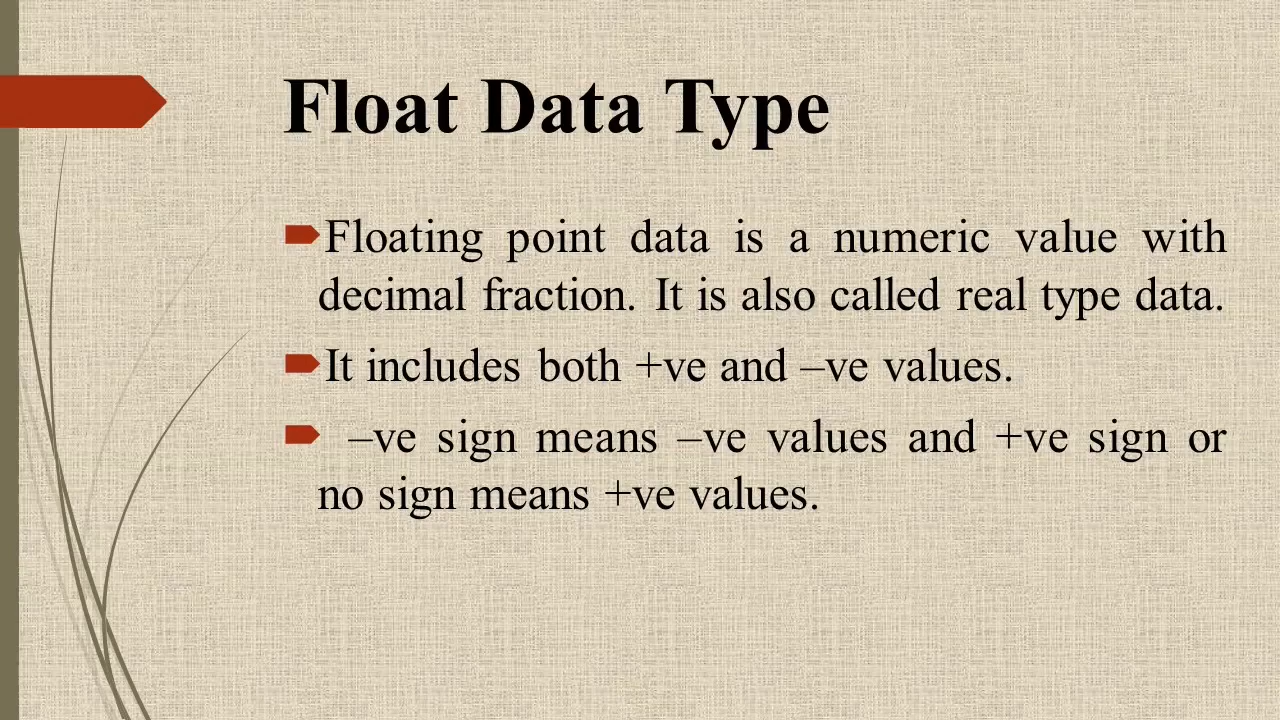 Float Data Type
Floating point data is a numeric value with
decimal fraction. It is also called real type data.
It includes both +ve and –ve values.
–ve sign means –ve values and +ve sign or
no sign means +ve values.